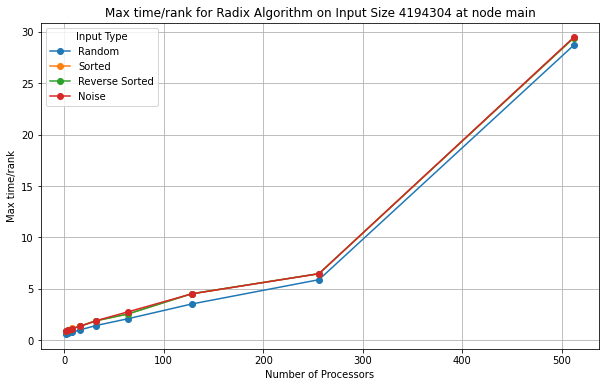 Max time/rank for Radix Algorithm on Input Size 4194304 at node main
Input Type
Random
Sorted
Reverse Sorted
Noise
Max time/rank
30
25
20
15
10
5
0
0
100
200
300
400
500
Number of Processors